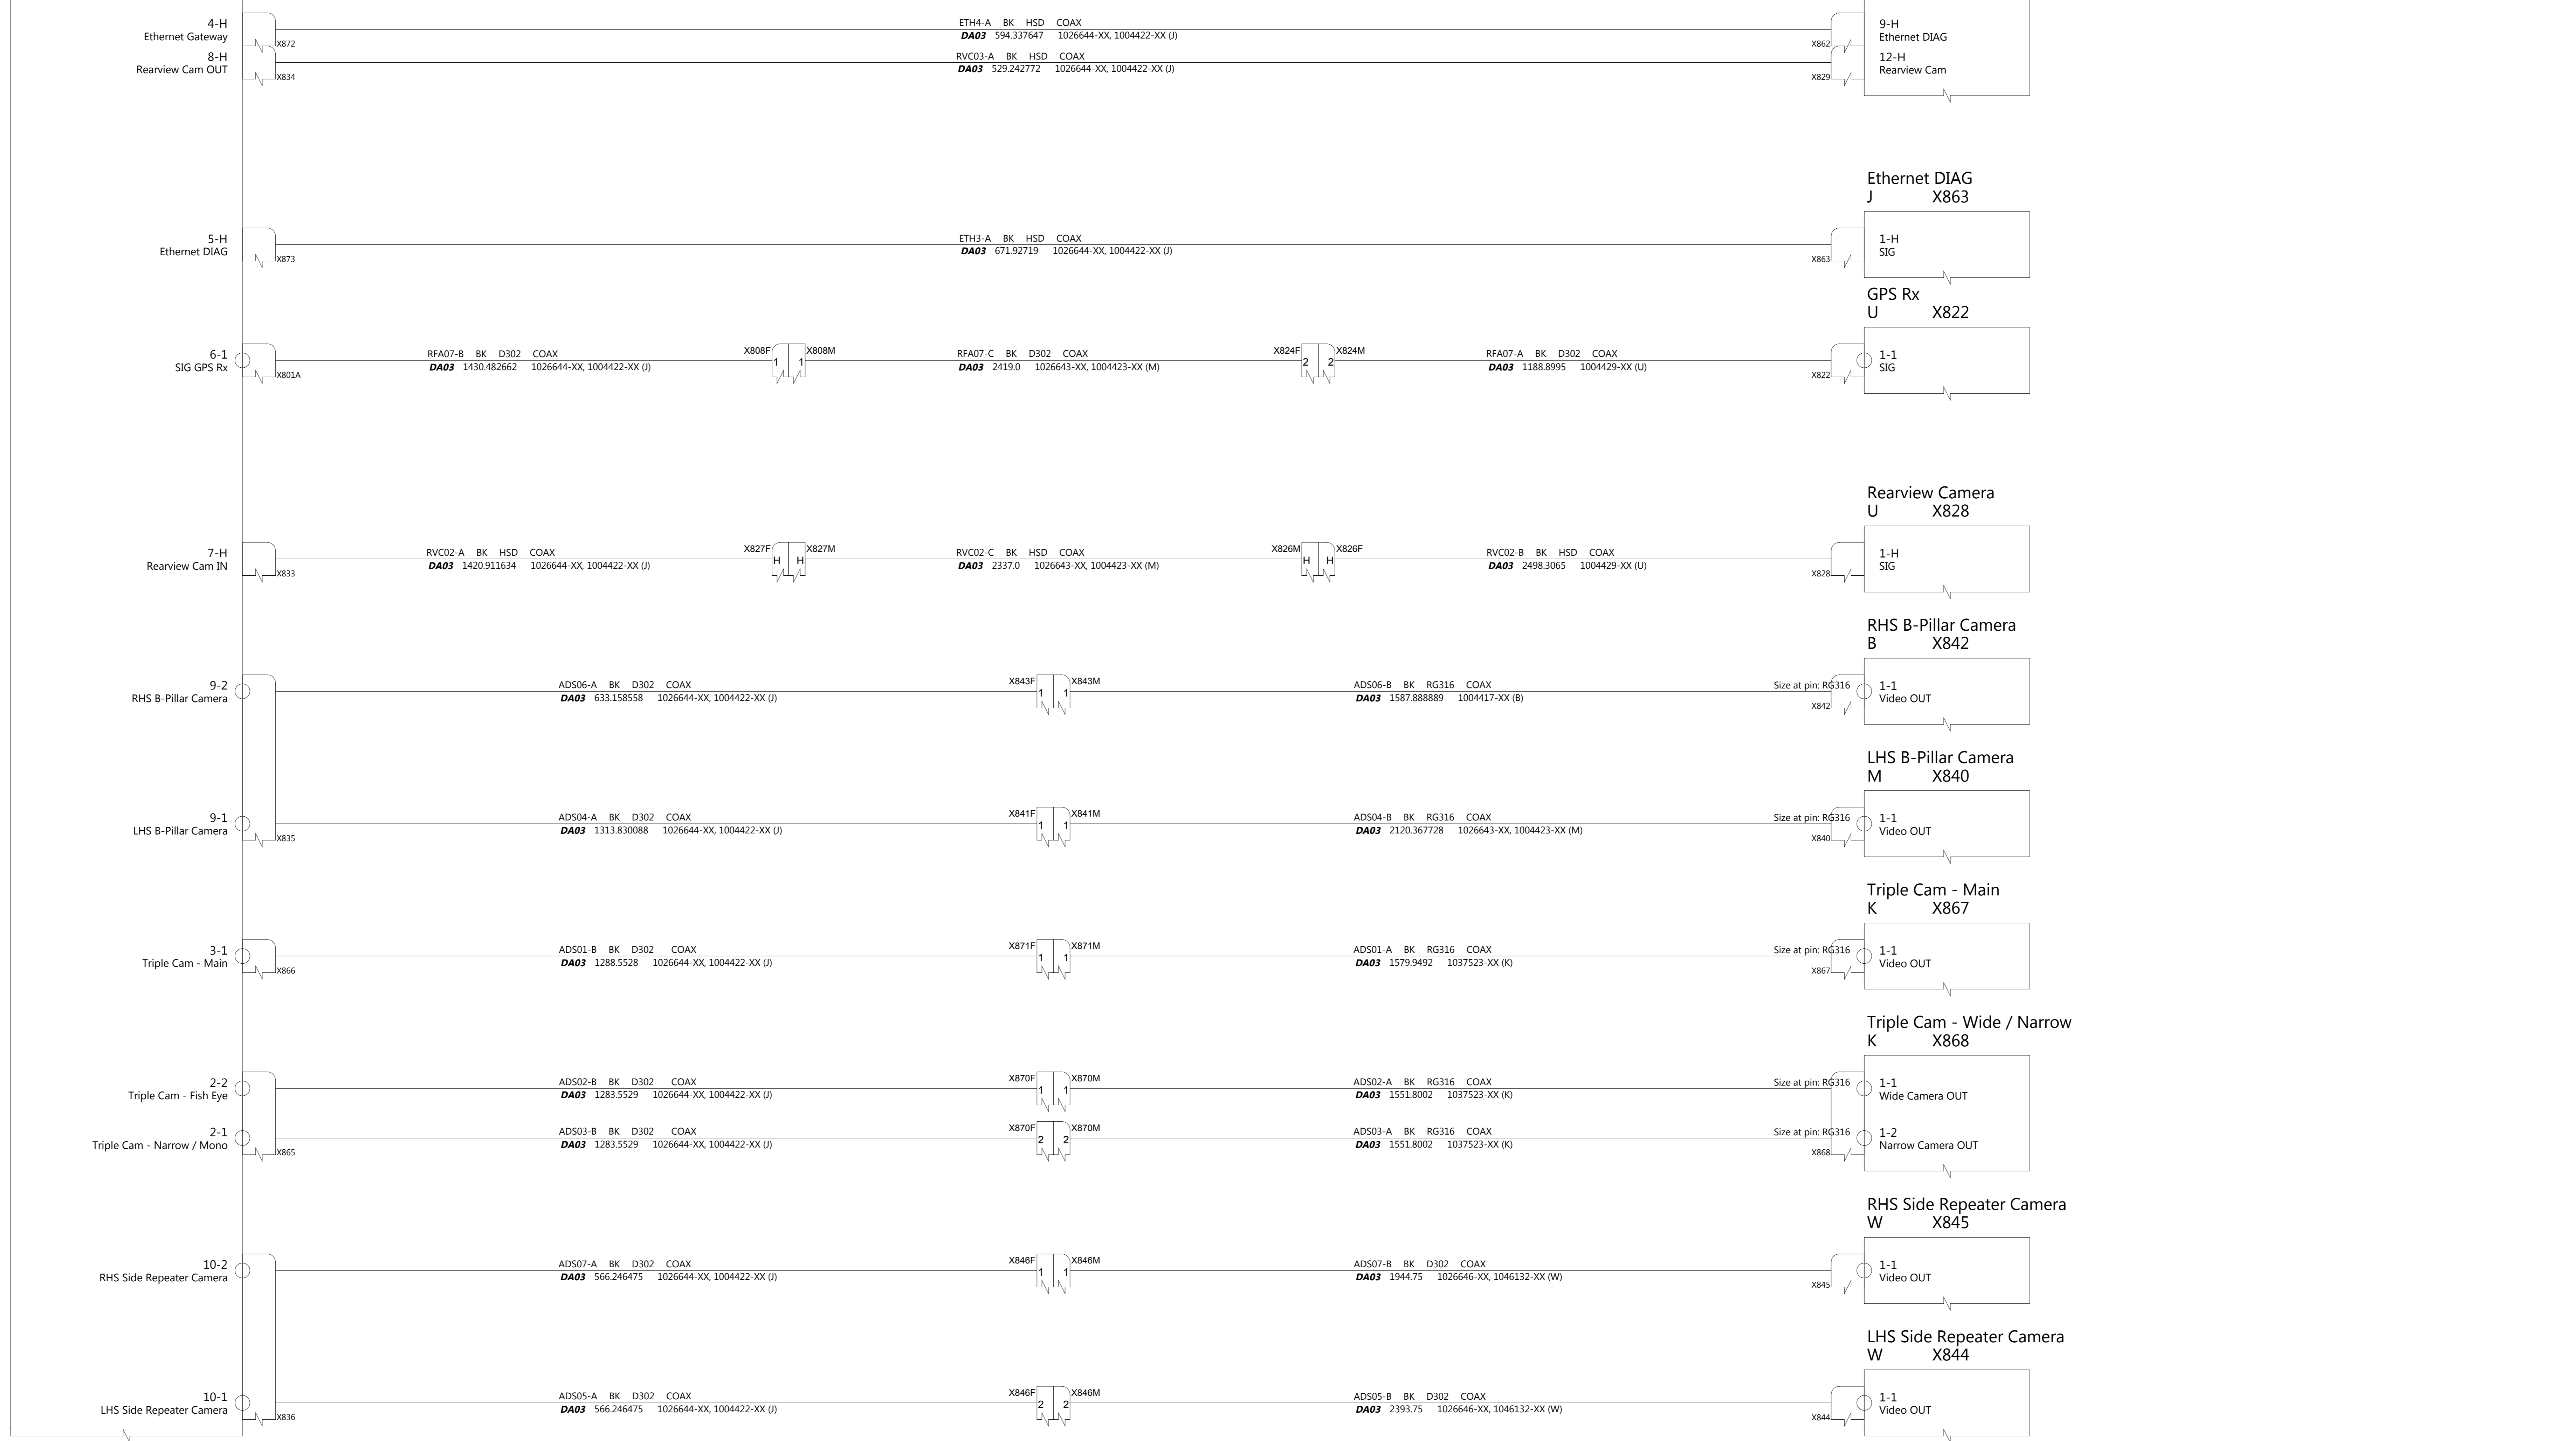 4-H
Ethernet Gateway
X872
ETH4-A BK HSD COAX
DA03 594.337647 1026644-XX, 1004422-XX (J)
X862
9-H
Ethernet DIAG
8-H
Rearview Cam OUT
X834
RVC03-A BK HSD COAX
DA03 529.242772 1026644-XX, 1004422-XX (J)
X829
12-H
Rearview Cam
Ethernet DIAG
J X863
5-H
Ethernet DIAG
X873
ETH3-A BK HSD COAX
DA03 671.92719 1026644-XX, 1004422-XX (J)
X863
1-H
SIG
GPS Rx
U X822
6-1
SIG GPS Rx
X801A
RFA07-B BK D302 COAX
DA03 1430.482662 1026644-XX, 1004422-XX (J)
X808F
1
1
X808M
RFA07-C BK D302 COAX
DA03 2419.0 1026643-XX, 1004423-XX (M)
X824F
2
2
X824M
RFA07-A BK D302 COAX
DA03 1188.8995 1004429-XX (U)
X822
1-1
SIG
Rearview Camera
U X828
7-H
Rearview Cam IN
X833
RVC02-A BK HSD COAX
DA03 1420.911634 1026644-XX, 1004422-XX (J)
X827F
H
H
X827M
RVC02-C BK HSD COAX
DA03 2337.0 1026643-XX, 1004423-XX (M)
X826M
H
H
X826F
RVC02-B BK HSD COAX
DA03 2498.3065 1004429-XX (U)
X828
1-H
SIG
RHS B-Pillar Camera
B X842
9-2
RHS B-Pillar Camera
ADS06-A BK D302 COAX
DA03 633.158558 1026644-XX, 1004422-XX (J)
X843F
1
1
X843M
ADS06-B BK RG316 COAX
DA03 1587.888889 1004417-XX (B)
Size at pin: RG316
X842
1-1
Video OUT
LHS B-Pillar Camera
M X840
9-1
LHS B-Pillar Camera
X835
ADS04-A BK D302 COAX
DA03 1313.830088 1026644-XX, 1004422-XX (J)
X841F
1
1
X841M
ADS04-B BK RG316 COAX
DA03 2120.367728 1026643-XX, 1004423-XX (M)
Size at pin: RG316
X840
1-1
Video OUT
Triple Cam - Main
K X867
3-1
Triple Cam - Main
X866
ADS01-B BK D302 COAX
DA03 1288.5528 1026644-XX, 1004422-XX (J)
X871F
1
1
X871M
ADS01-A BK RG316 COAX
DA03 1579.9492 1037523-XX (K)
Size at pin: RG316
X867
1-1
Video OUT
Triple Cam - Wide / Narrow
K X868
2-2
Triple Cam - Fish Eye
ADS02-B BK D302 COAX
DA03 1283.5529 1026644-XX, 1004422-XX (J)
X870F
1
1
X870M
ADS02-A BK RG316 COAX
DA03 1551.8002 1037523-XX (K)
Size at pin: RG316
1-1
Wide Camera OUT
2-1
Triple Cam - Narrow / Mono
X865
ADS03-B BK D302 COAX
DA03 1283.5529 1026644-XX, 1004422-XX (J)
X870F
2
2
X870M
ADS03-A BK RG316 COAX
DA03 1551.8002 1037523-XX (K)
Size at pin: RG316
X868
1-2
Narrow Camera OUT
RHS Side Repeater Camera
W X845
10-2
RHS Side Repeater Camera
ADS07-A BK D302 COAX
DA03 566.246475 1026644-XX, 1004422-XX (J)
X846F
1
1
X846M
ADS07-B BK D302 COAX
DA03 1944.75 1026646-XX, 1046132-XX (W)
X845
1-1
Video OUT
LHS Side Repeater Camera
W X844
10-1
LHS Side Repeater Camera
X836
ADS05-A BK D302 COAX
DA03 566.246475 1026644-XX, 1004422-XX (J)
X846F
2
2
X846M
ADS05-B BK D302 COAX
DA03 2393.75 1026646-XX, 1046132-XX (W)
X844
1-1
Video OUT